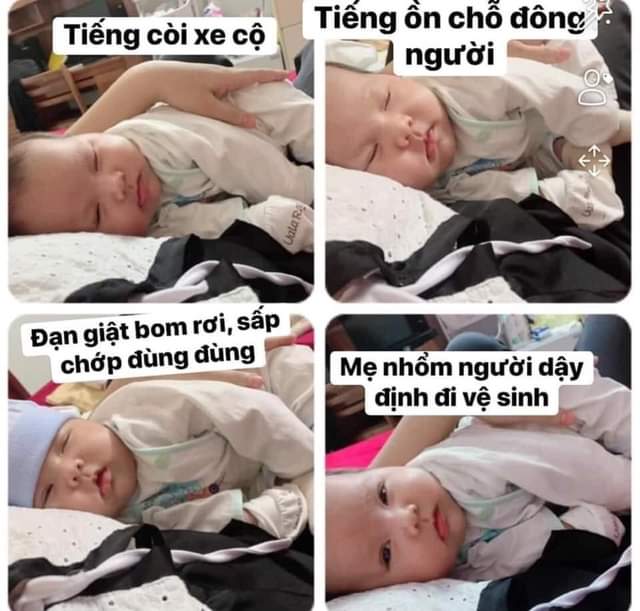 Tiếng còi xe cộ
Tiếng ồn chỗ đông
người
Đạn giật bom rơi, sấp
chớp đùng đùng
Mẹ nhổm người dậy
định đi vệ sinh